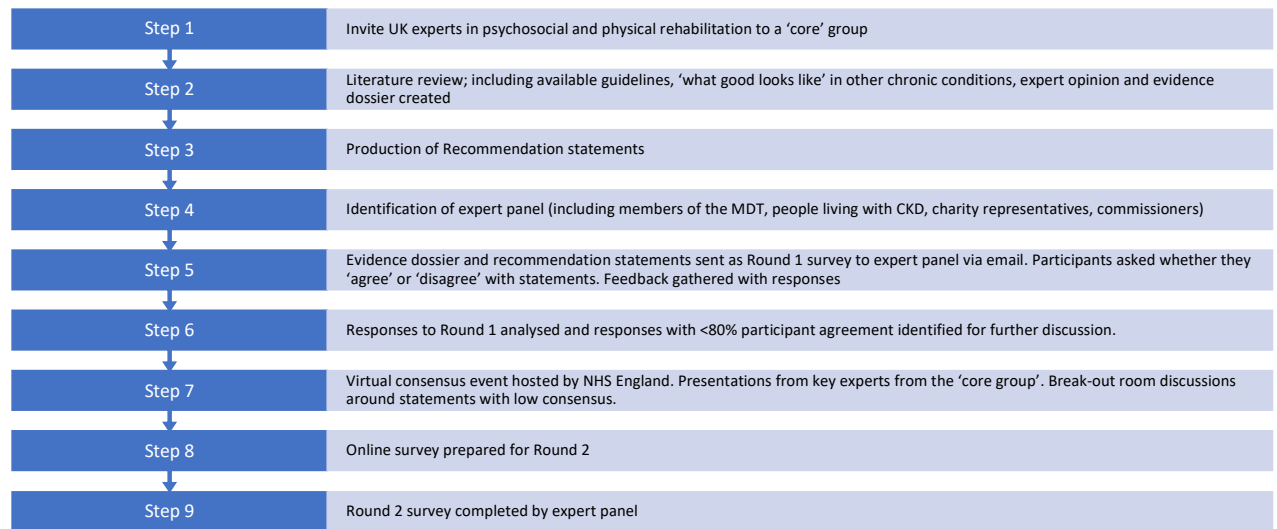 Step 1
Invite UK experts in psychosocial and physical rehabilitation to a ‘core’ group
Step 2
Literature review; including available guidelines, ‘what good looks like’ in other chronic conditions, expert opinion and evidence
dossier created
Step 3
Production of Recommendation statements
Step 4
Identification of expert panel (including members of the MDT, people living with CKD, charity representatives, commissioners)
Step 5
Evidence dossier and recommendation statements sent as Round 1 survey to expert panel via email. Participants asked whether they
‘agree’ or ‘disagree’ with statements. Feedback gathered with responses
Step 6
Responses to Round 1 analysed and responses with <80% participant agreement identified for further discussion.
Step 7
Virtual consensus event hosted by NHS England. Presentations from key experts from the ‘core group’. Break-out room discussions
around statements with low consensus.
Step 8
Online survey prepared for Round 2
Step 9
Round 2 survey completed by expert panel